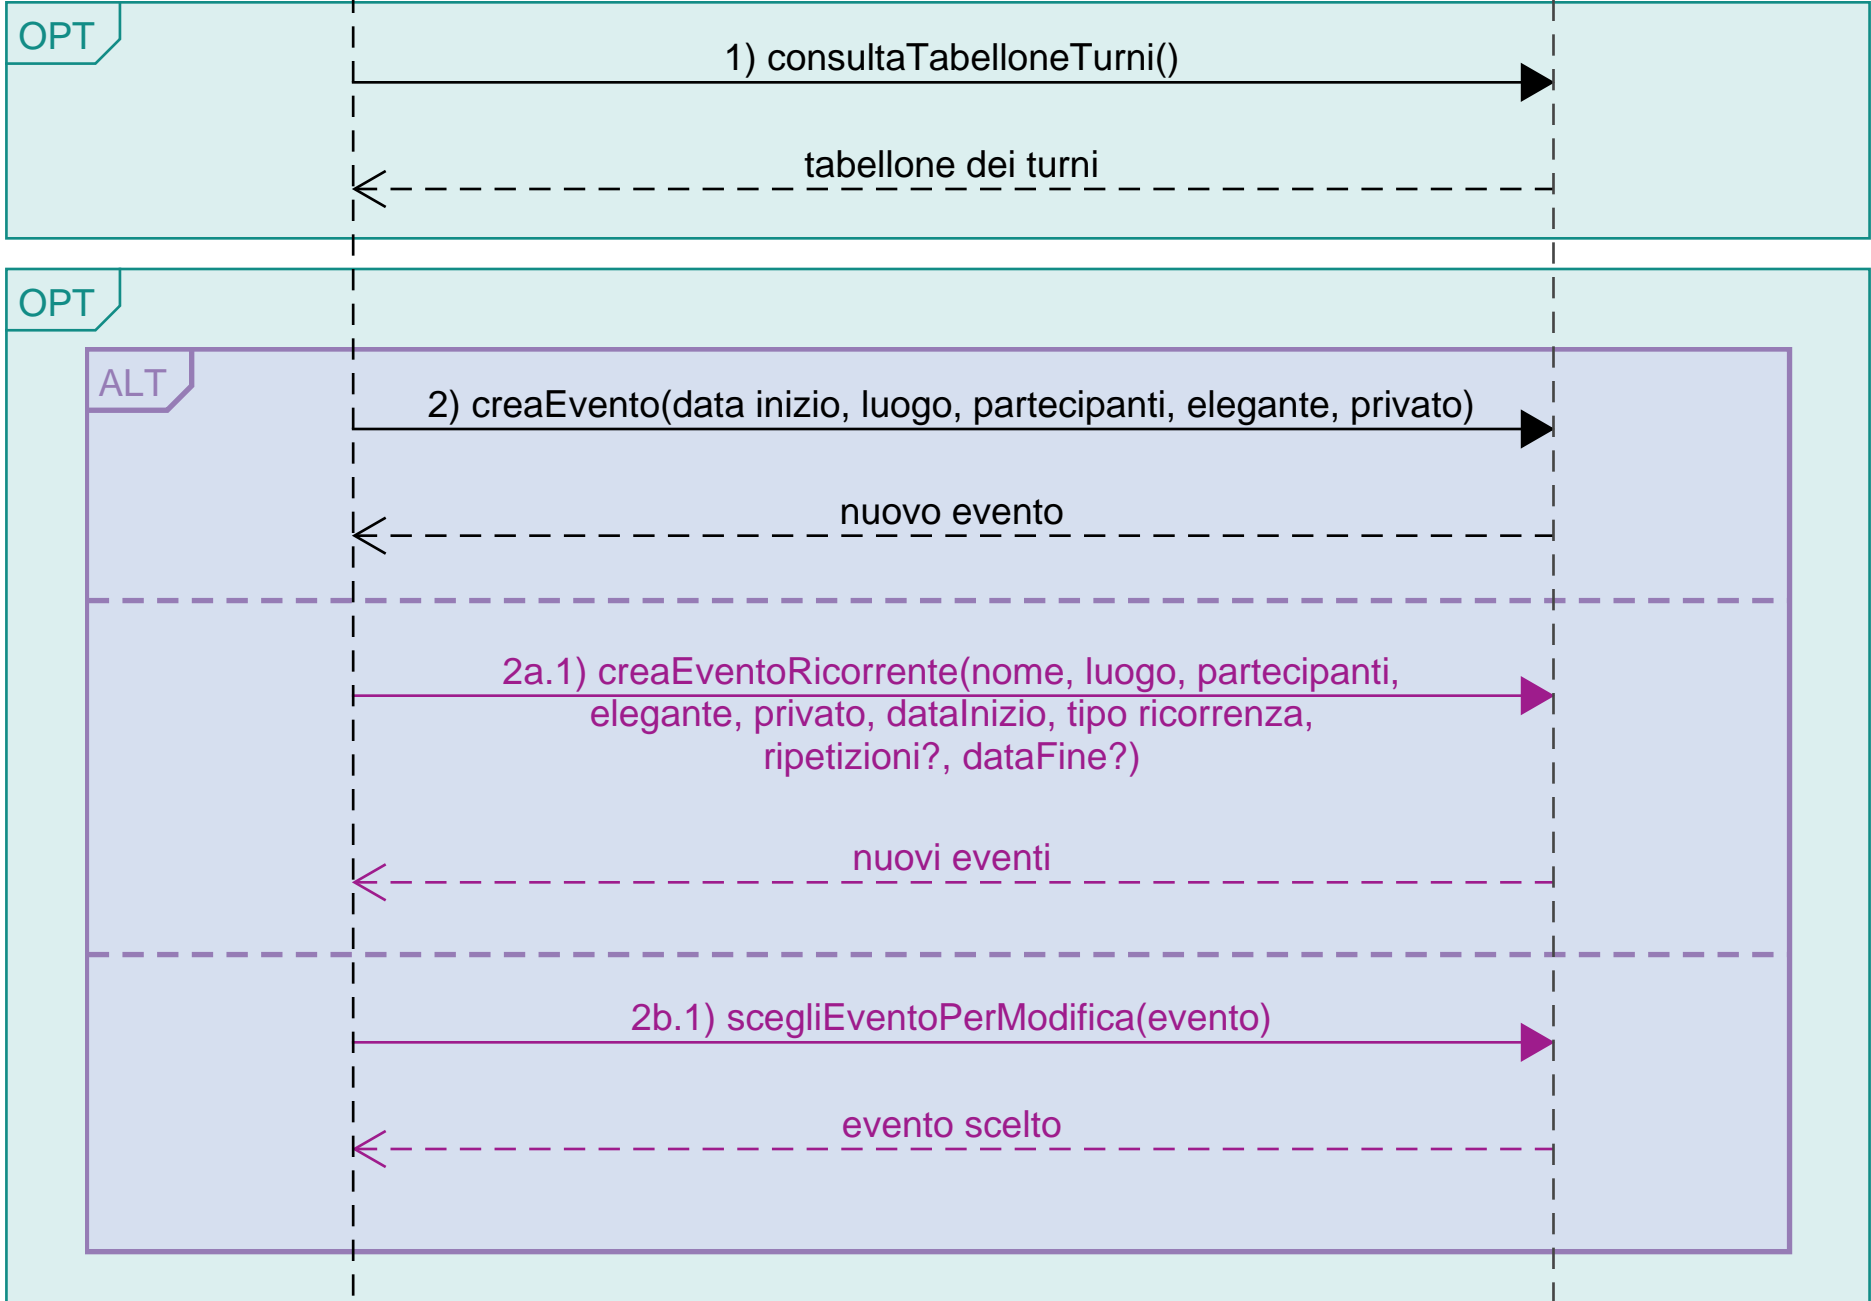 OPT
1) consultaTabelloneTurni()
tabellone dei turni
OPT
ALT
2) creaEvento(data inizio, luogo, partecipanti, elegante, privato)
nuovo evento
2a.1) creaEventoRicorrente(nome, luogo, partecipanti,
elegante, privato, dataInizio, tipo ricorrenza,
ripetizioni?, dataFine?)
nuovi eventi
2b.1) scegliEventoPerModifica(evento)
evento scelto